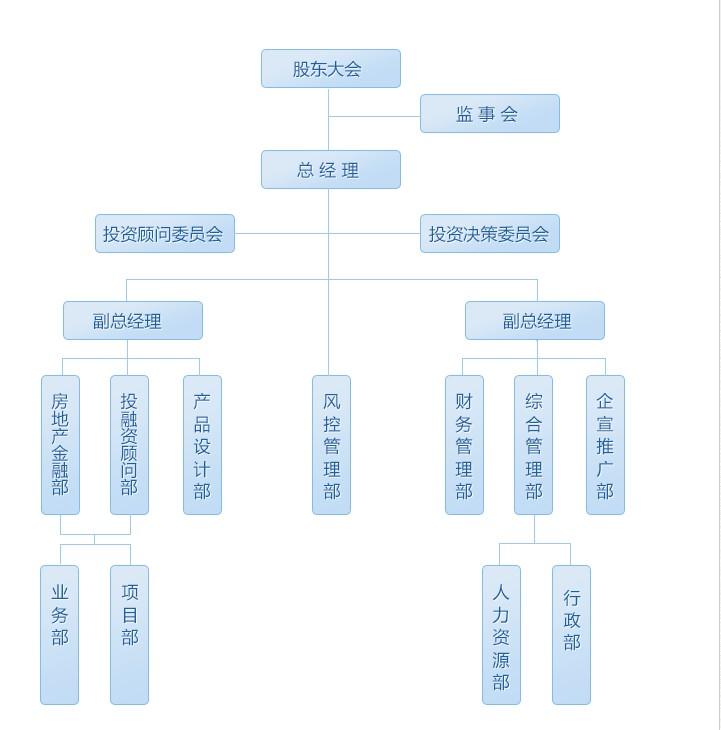 股东大会
监事会
总经理
投资顾问委员会
投资决策委员会
副总经理
副总经理
房地产金融部
投融资顾问部
产品设计部
风控管理部
财务管理部
综合管理部
企宣推广部
业务部
项目部
人力资源部
行政部